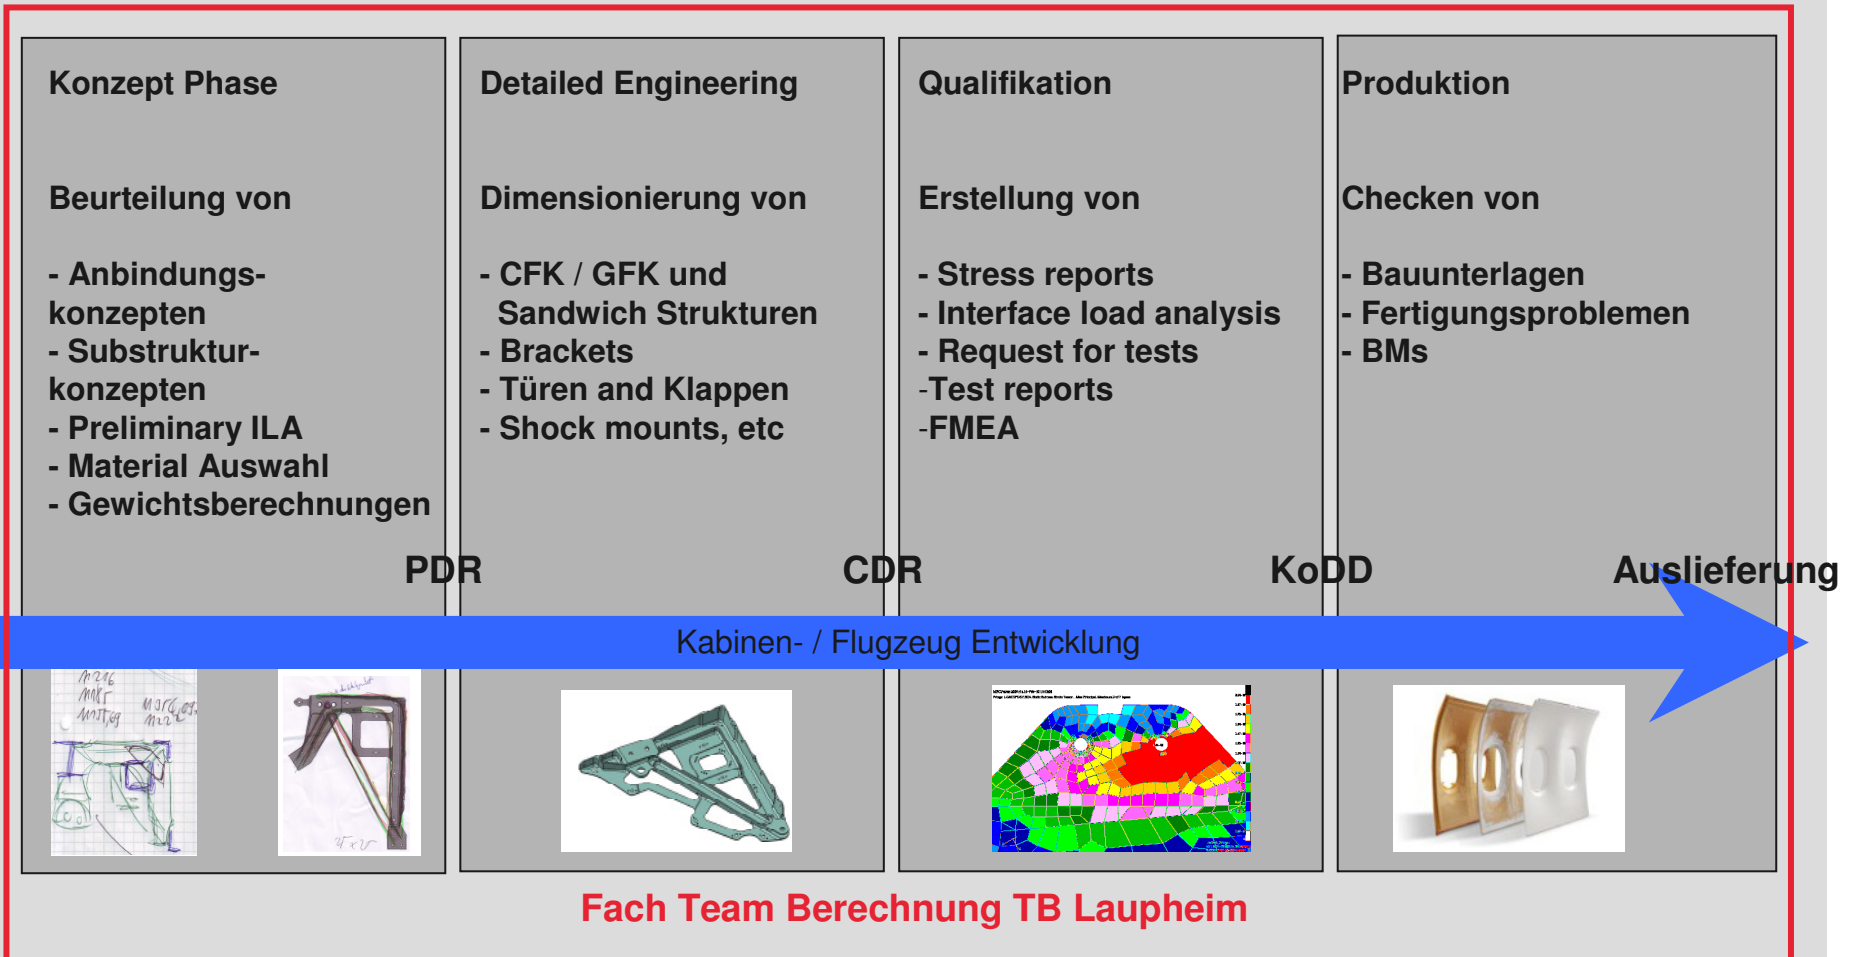 Konzept Phase
Beurteilung von
- Anbindungs-
konzepten
- Substruktur-
konzepten
- Preliminary ILA
- Material Auswahl
- Gewichtsberechnungen
Detailed Engineering
Dimensionierung von
- CFK / GFK und
Sandwich Strukturen
- Brackets
- Türen and Klappen
- Shock mounts, etc
Qualifikation
Erstellung von
- Stress reports
- Interface load analysis
- Request for tests
-Test reports
-FMEA
Produktion
Checken von
- Bauunterlagen
- Fertigungsproblemen
- BMs
PDR
CDR
KoDD
Auslieferung
Kabinen- / Flugzeug Entwicklung
Fach Team Berechnung TB Laupheim